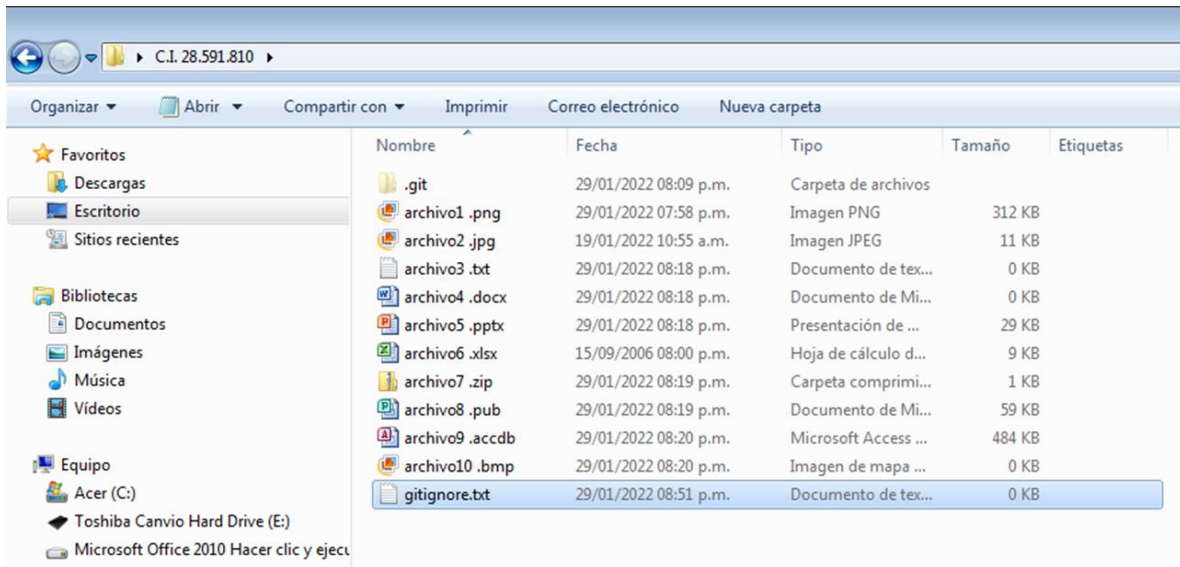 C.I. 28.591.810
Organizar Abrir Compartir con Imprimir Correo electrónico Nueva carpeta
Favoritos
Descargas
Escritorio
Sitios recientes
Bibliotecas
Documentos
Imágenes
Música
Vídeos
Equipo
Acer (C:)
Toshiba Canvio Hard Drive (E:)
Microsoft Office 2010 Hacer clic y ejecu
Nombre Fecha Tipo Tamaño Etiquetas
.git 29/01/2022 08:09 p.m. Carpeta de archivos
archivo1 .png 29/01/2022 07:58 p.m. Imagen PNG 312 KB
archivo2 .jpg 19/01/2022 10:55 a.m. Imagen JPEG 11 KB
archivo3 .txt 29/01/2022 08:18 p.m. Documento de tex... 0 KB
archivo4 .docx 29/01/2022 08:18 p.m. Documento de Mi... 0 KB
archivo5 .pptx 29/01/2022 08:18 p.m. Presentación de ... 29 KB
archivo6 .xlsx 15/09/2006 08:00 p.m. Hoja de cálculo d... 9 KB
archivo7 .zip 29/01/2022 08:19 p.m. Carpeta comprimi... 1 KB
archivo8 .pub 29/01/2022 08:19 p.m. Documento de Mi... 59 KB
archivo9 .accdb 29/01/2022 08:20 p.m. Microsoft Access ... 484 KB
archivo10 .bmp 29/01/2022 08:20 p.m. Imagen de mapa ... 0 KB
gitignore.txt 29/01/2022 08:51 p.m. Documento de tex... 0 KB